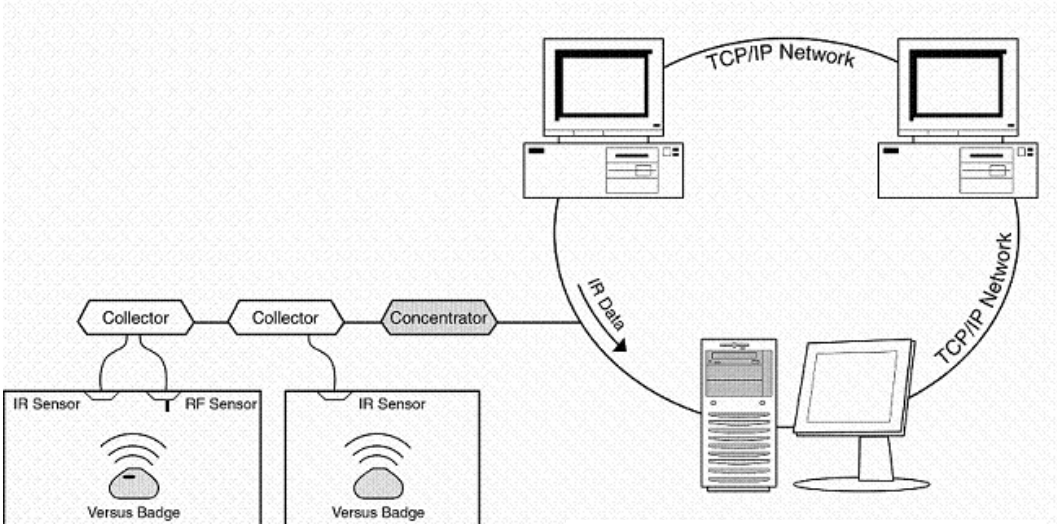 TCP/IP Network
IR Data
TCP/IP Network
Collector
Collector
Concentrator
IR Sensor
RF Sensor
IR Sensor
Versus Badge
Versus Badge